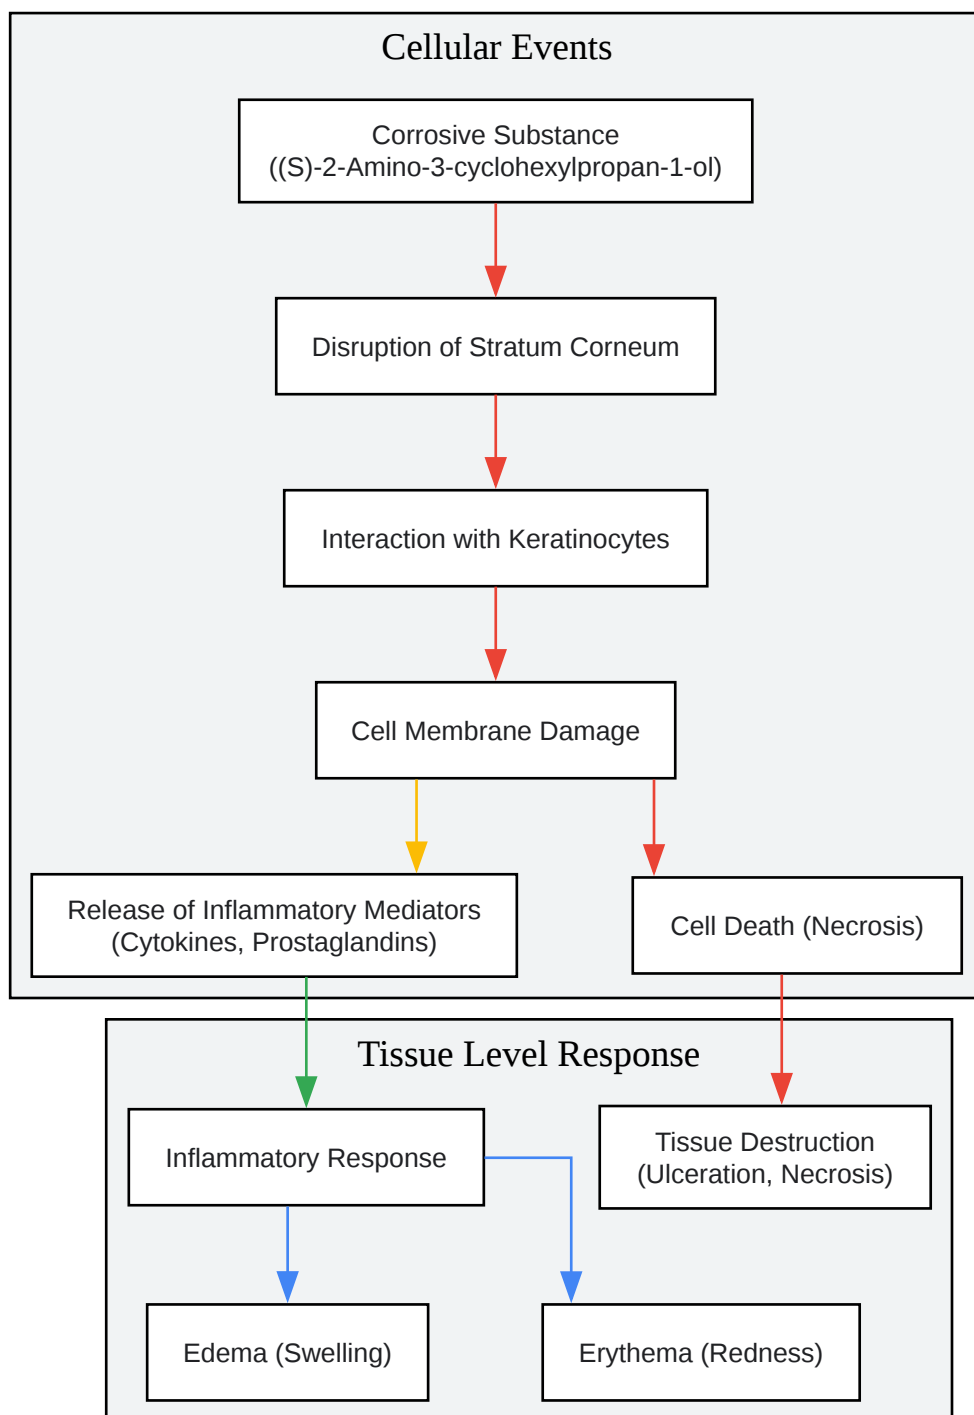 Cellular Events
Corrosive Substance
((S)-2-Amino-3-cyclohexylpropan-1-ol)
Disruption of Stratum Corneum
Interaction with Keratinocytes
Cell Membrane Damage
Release of Inflammatory Mediators
(Cytokines, Prostaglandins)
Cell Death (Necrosis)
Tissue Level Response
Inflammatory Response
Tissue Destruction
(Ulceration, Necrosis)
Edema (Swelling)
Erythema (Redness)